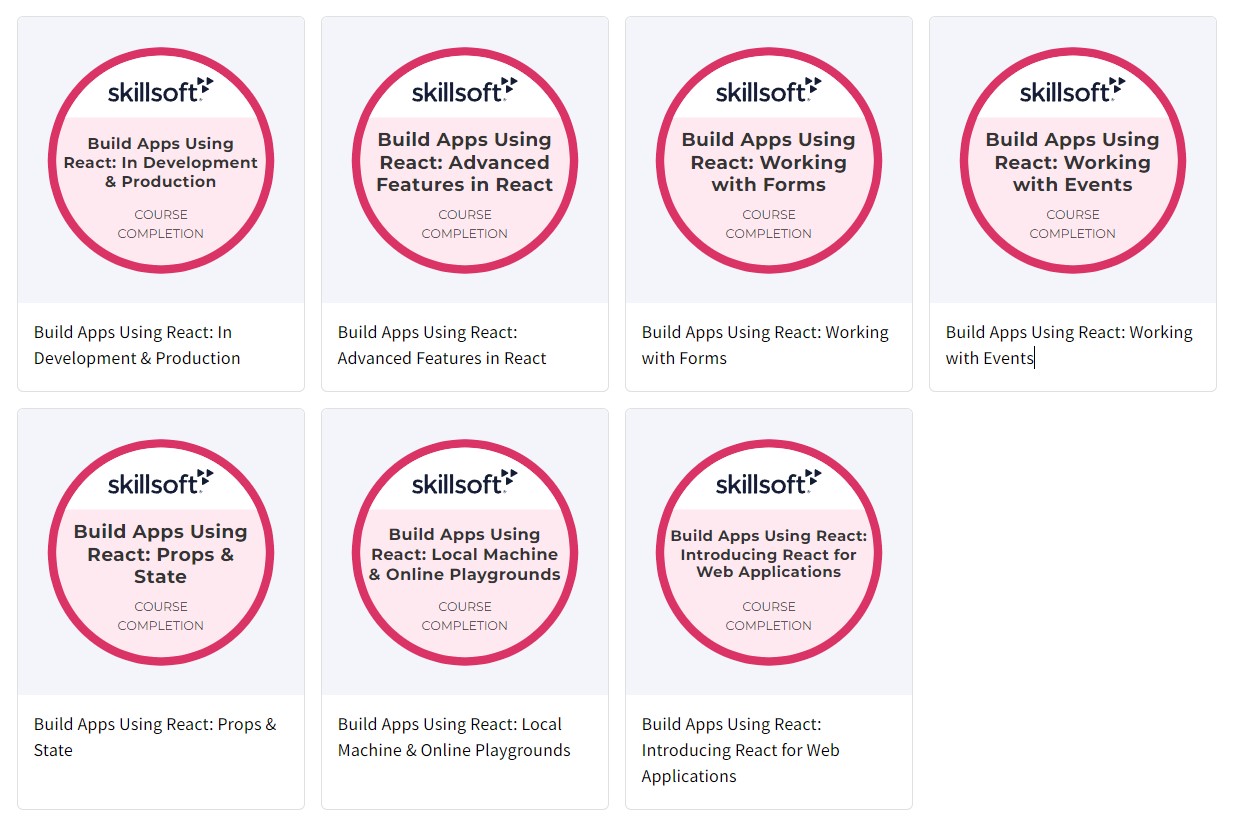 skillsoft
Build Apps Using
React: In Development
& Production
COURSE
COMPLETION
Build Apps Using React: In
Development & Production
skillsoft
Build Apps Using
React: Advanced
Features in React
COURSE
COMPLETION
Build Apps Using React:
Advanced Features in React
skillsoft
Build Apps Using
React: Working
with Forms
COURSE
COMPLETION
Build Apps Using React: Working
with Forms
skillsoft
Build Apps Using
React: Working
with Events
COURSE
COMPLETION
Build Apps Using React: Working
with Events
skillsoft
Build Apps Using
React: Props &
State
COURSE
COMPLETION
Build Apps Using React: Props &
State
skillsoft
Build Apps Using
React: Local Machine
& Online Playgrounds
COURSE
COMPLETION
Build Apps Using React: Local
Machine & Online Playgrounds
skillsoft
Build Apps Using React:
Introducing React for
Web Applications
COURSE
COMPLETION
Build Apps Using React:
Introducing React for Web
Applications